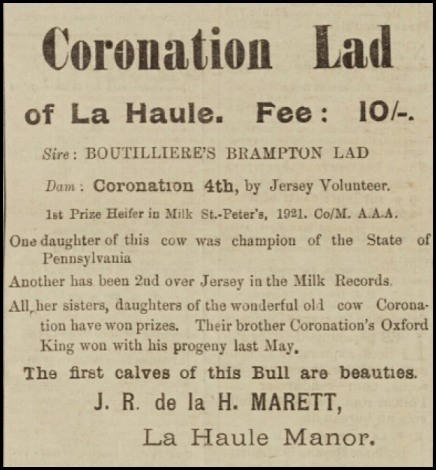 Coronation Lad
of La Haule. Fee: 10/-.
Sire: BOUTILLIERE'S BRAMPTON LAD
Dam: Coronation 4th, by Jersey Volunteer.
1st Prize Heifer in Milk St.-Peter's, 1921. Co/M. A.A.A.
One daughter of this cow was champion of the State of
Pennsylvania
Another has been 2nd over Jersey in the Milk Records.
All her sisters, daughters of the wonderful old cow Corona-
tion have won prizes. Their brother Coronation's Oxford
King won with his progeny last May.
The first calves of this Bull are beauties.
J. R. de la H. MARETT,
La Haule Manor.